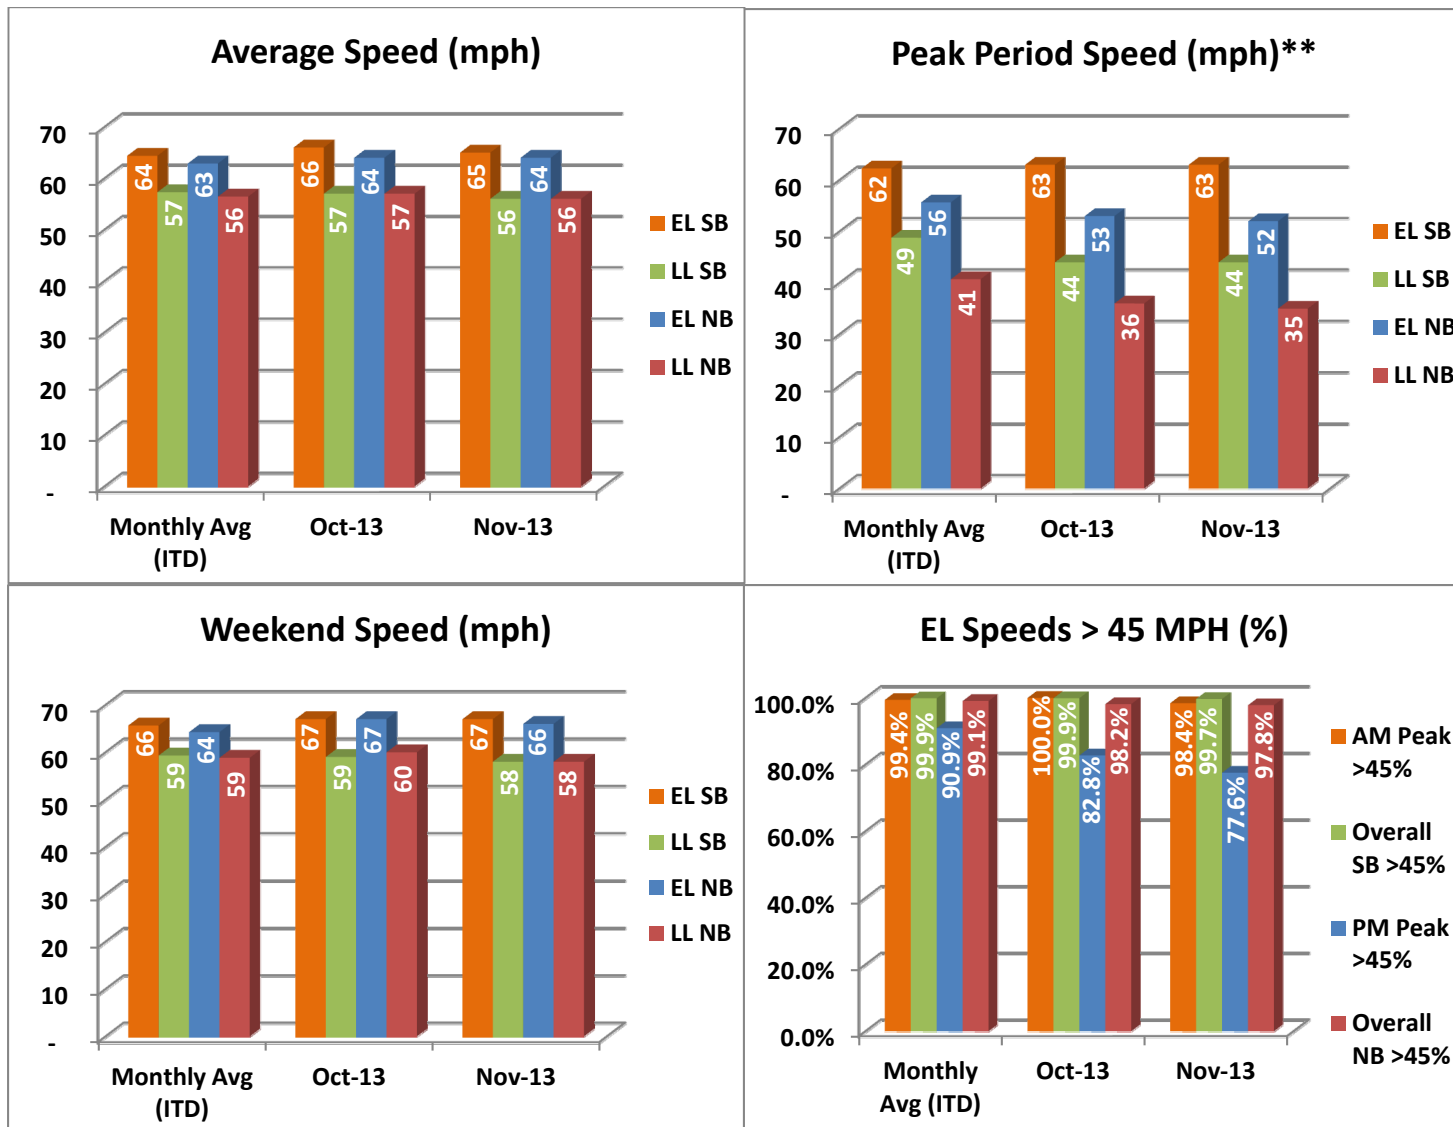 Average Speed (mph)
70
60
50
40
30
20
10
-
64
57
63
56
66
57
64
57
65
56
64
56
Monthly Avg
(ITD)
Oct-13
Nov-13
EL SB
LL SB
EL NB
LL NB
Peak Period Speed (mph)**
70
60
50
40
30
20
10
-
62
49
56
41
63
44
53
36
63
44
52
35
Monthly Avg
(ITD)
Oct-13
Nov-13
EL SB
LL SB
EL NB
LL NB
Weekend Speed (mph)
70
60
50
40
30
20
10
-
66
59
64
59
67
59
67
60
67
58
66
58
Monthly Avg
(ITD)
Oct-13
Nov-13
EL SB
LL SB
EL NB
LL NB
EL Speeds > 45 MPH (%)
100.0%
80.0%
60.0%
40.0%
20.0%
0.0%
99.4%
99.9%
90.9%
99.1%
100.0%
99.9%
82.8%
98.2%
98.4%
99.7%
77.6%
97.8%
Monthly
Avg (ITD)
Oct-13
Nov-13
AM Peak
>45%
Overall
SB >45%
PM Peak
>45%
Overall
NB >45%